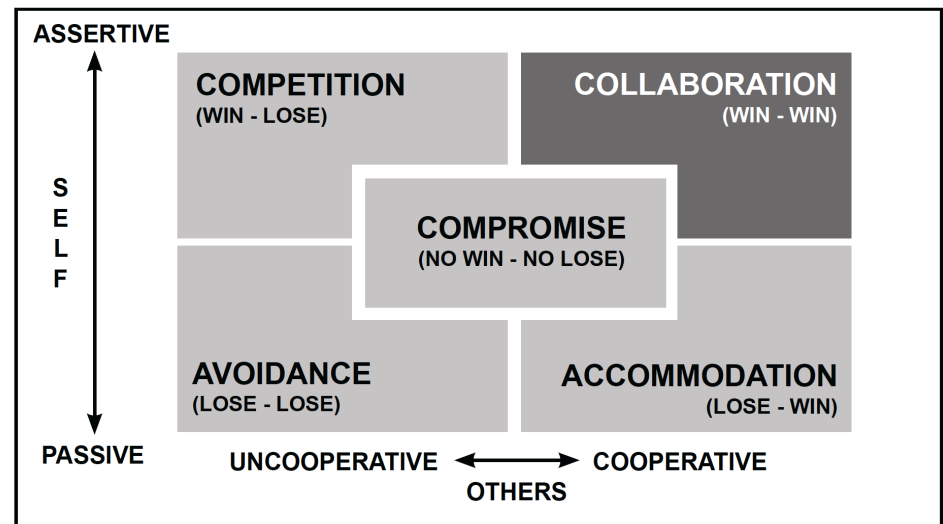 ASSERTIVE
COMPETITION
(WIN - LOSE)
COLLABORATION
(WIN - WIN)
S
E
L
F
COMPROMISE
(NO WIN - NO LOSE)
AVOIDANCE
(LOSE - LOSE)
ACCOMMODATION
(LOSE - WIN)
PASSIVE
UNCOOPERATIVE
COOPERATIVE
OTHERS